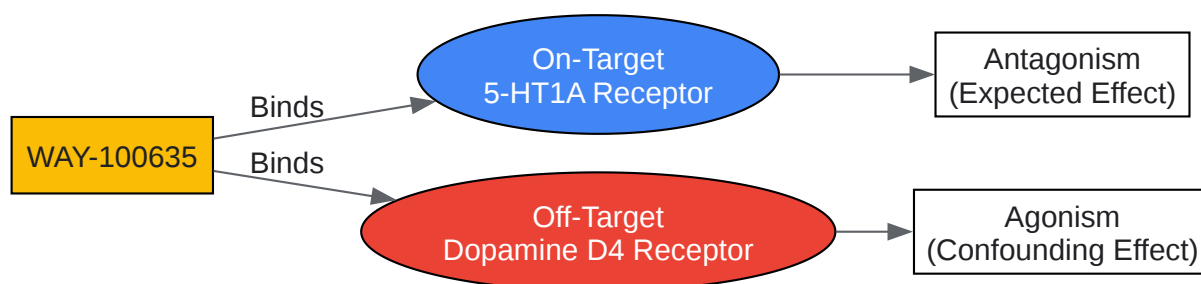 WAY-100635
Binds
Binds
On-Target
5-HT1A Receptor
Off-Target
Dopamine D4 Receptor
Antagonism
(Expected Effect)
Agonism
(Confounding Effect)